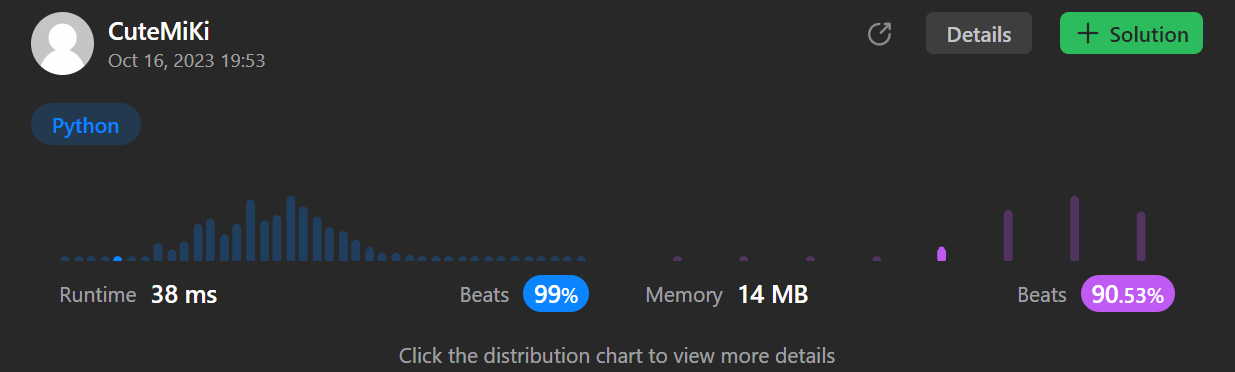 CuteMiKi
Oct 16, 2023 19:53
Details
Solution
Python
Runtime 38 ms Beats 99% Memory 14 MB Beats 90.53%
Click the distribution chart to view more details